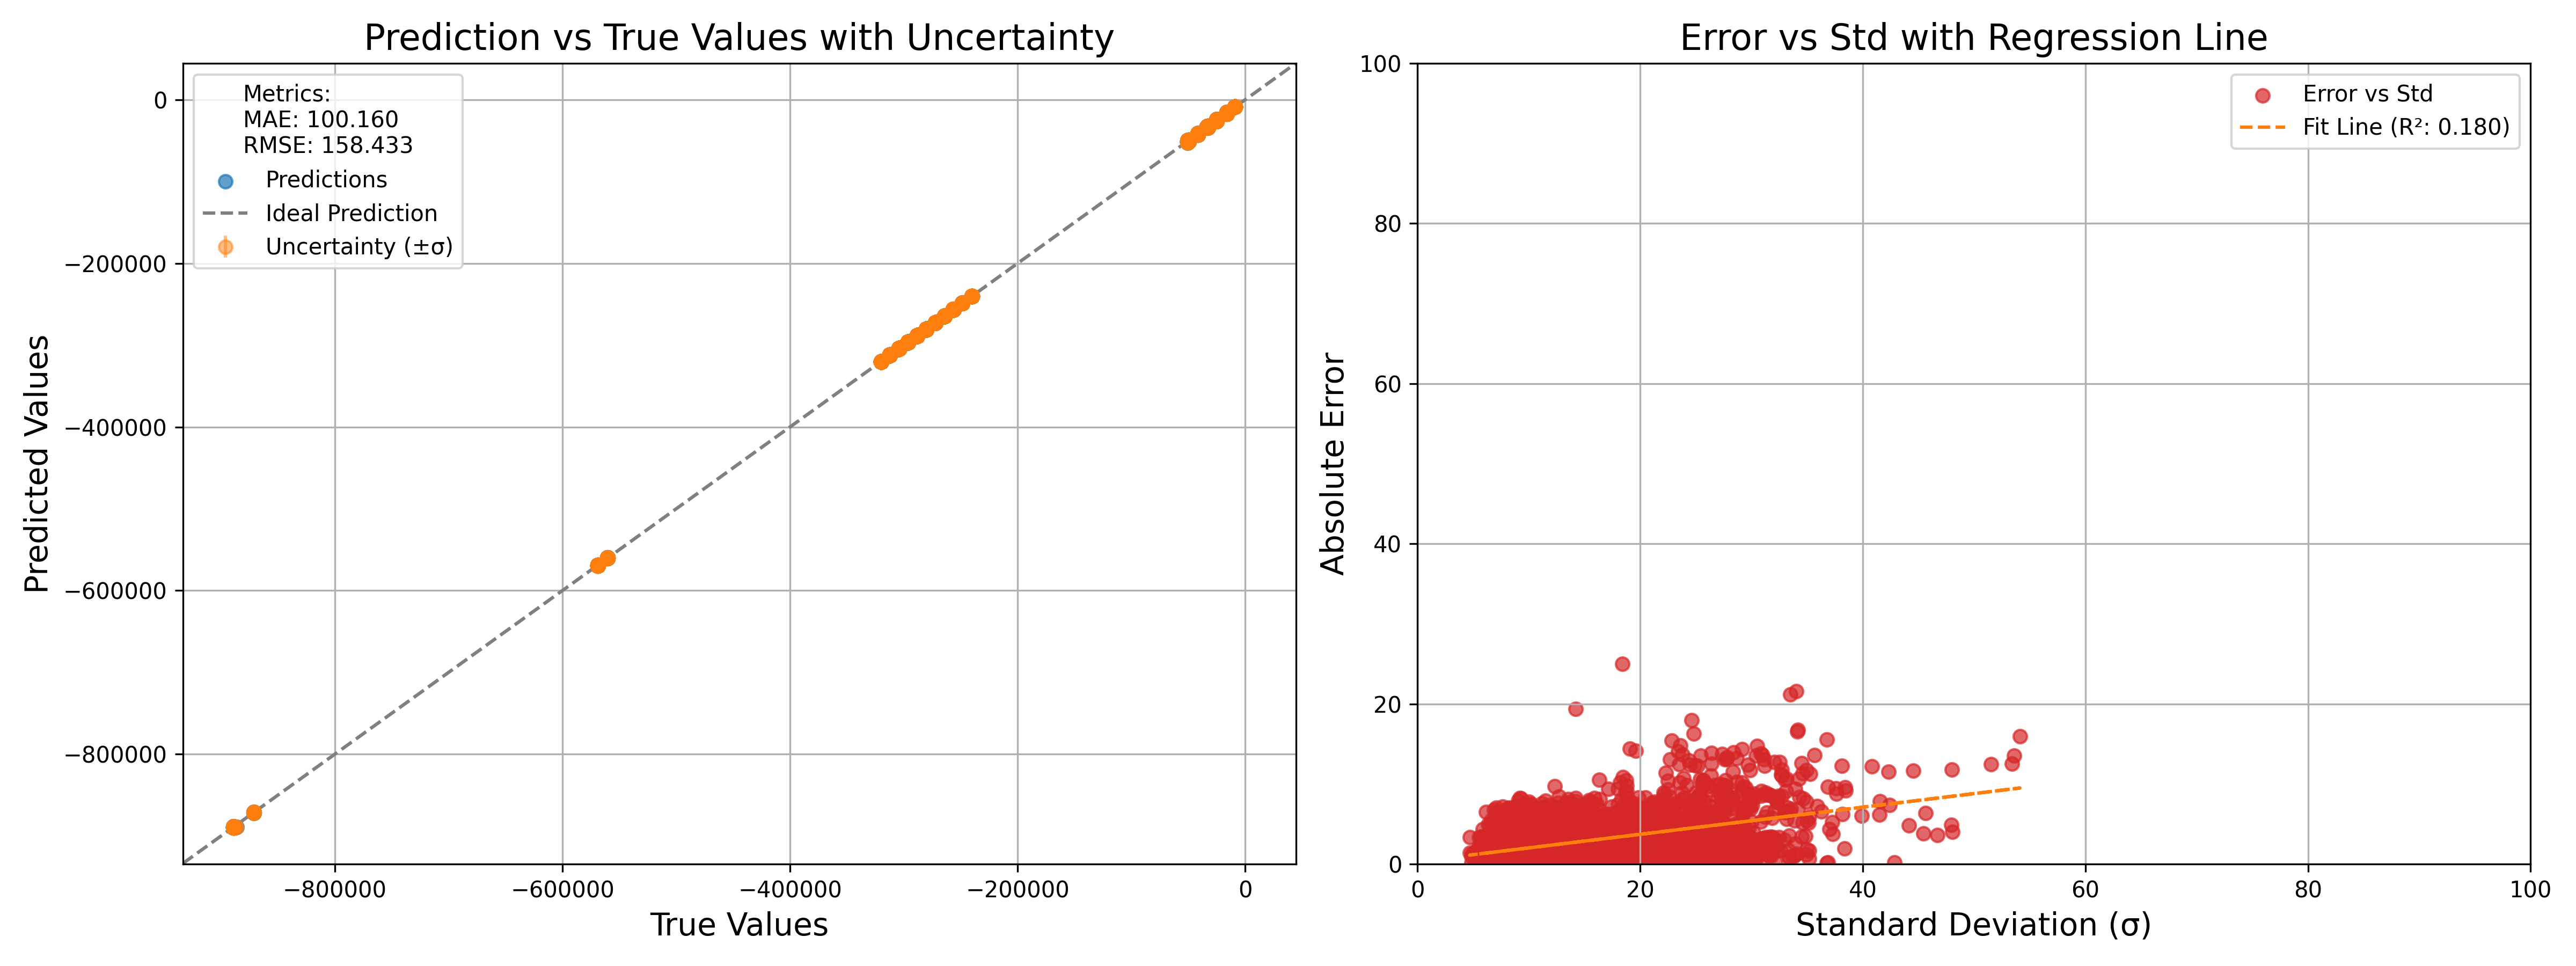 Prediction vs True Values with Uncertainty
Metrics:
MAE: 100.160
RMSE: 158.433
Predictions
Ideal Prediction
Uncertainty (±σ)
0
−200000
−400000
−600000
−800000
Predicted Values
−800000
−600000
−400000
−200000
0
True Values
Error vs Std with Regression Line
Error vs Std
Fit Line (R²: 0.180)
100
80
60
40
20
0
Absolute Error
0
20
40
60
80
100
Standard Deviation (σ)